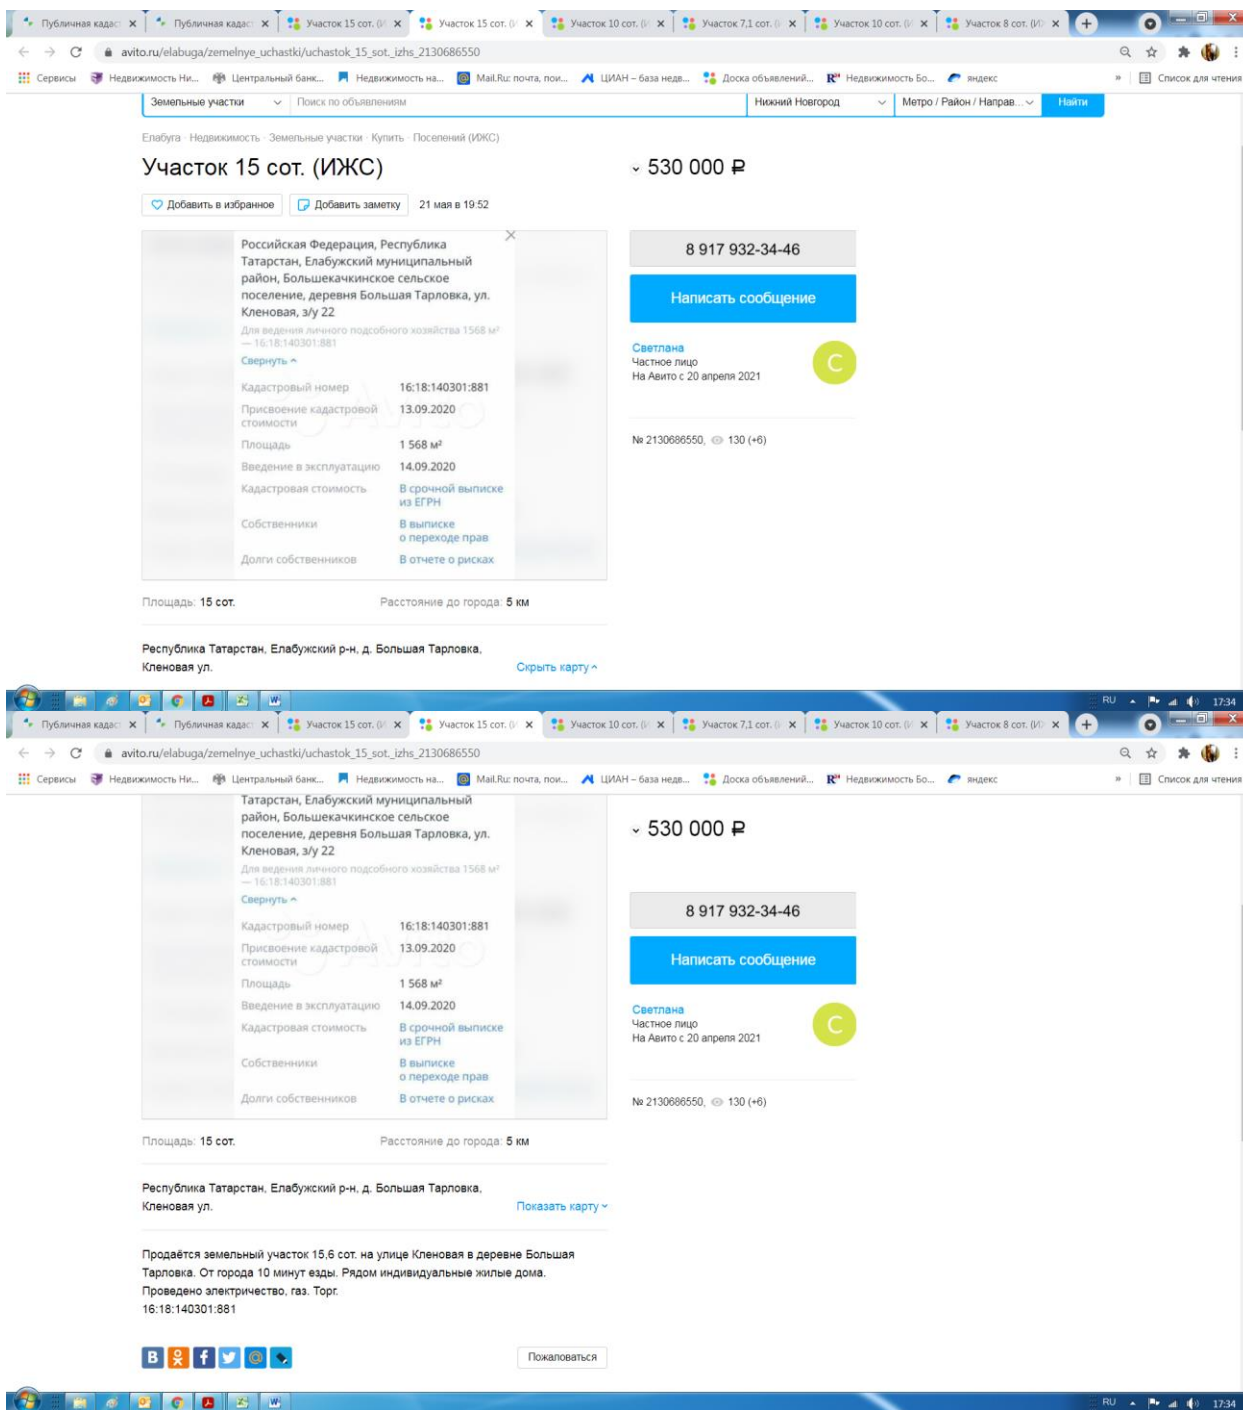 Публичная кадас
Публичная кадас
Участок 15 сот. (И
Участок 15 сот. (И
Участок 10 сот. (И
Участок 7,1 сот. (
Участок 10 сот. (И
Участок 8 сот. (ИЖ
avito.ru/elabuga/zemelnye_uchastki/uchastok_15_sot._izhs_2130686550
Сервисы
Недвижимость Ни...
Центральный банк...
Недвижимость на...
Mail.Ru: почта, пои...
ЦИАН – база недв...
Доска объявлений...
Недвижимость Бо...
яндекс
»
Список для чтения
Земельные участки
Поиск по объявлениям
Нижний Новгород
Метро / Район / Направ...
Найти
Елабуга · Недвижимость · Земельные участки · Купить · Поселений (ИЖС)
Участок 15 сот. (ИЖС)
530 000 ₽
Добавить в избранное
Добавить заметку
21 мая в 19:52
Российская Федерация, Республика
Татарстан, Елабужский муниципальный
район, Большекачкинское сельское
поселение, деревня Большая Тарловка, ул.
Кленовая, з/у 22
Для ведения личного подсобного хозяйства 1568 м²
— 16:18:140301:881
Свернуть
Кадастровый номер 16:18:140301:881
Присвоение кадастровой 13.09.2020
стоимости
Площадь 1 568 м²
Введение в эксплуатацию 14.09.2020
Кадастровая стоимость В срочной выписке
из ЕГРН
Собственники В выписке
о переходе прав
Долги собственников В отчете о рисках
8 917 932-34-46
Написать сообщение
Светлана
Частное лицо
На Авито с 20 апреля 2021
С
№ 2130686550, 130 (+6)
Площадь: 15 сот. Расстояние до города: 5 км
Республика Татарстан, Елабужский р-н, д. Большая Тарловка,
Кленовая ул.
Скрыть карту
RU 17:34
Публичная кадас
Публичная кадас
Участок 15 сот. (И
Участок 15 сот. (И
Участок 10 сот. (И
Участок 7,1 сот. (
Участок 10 сот. (И
Участок 8 сот. (ИЖ
avito.ru/elabuga/zemelnye_uchastki/uchastok_15_sot._izhs_2130686550
Сервисы
Недвижимость Ни...
Центральный банк...
Недвижимость на...
Mail.Ru: почта, пои...
ЦИАН – база недв...
Доска объявлений...
Недвижимость Бо...
яндекс
»
Список для чтения
Татарстан, Елабужский муниципальный
район, Большекачкинское сельское
поселение, деревня Большая Тарловка, ул.
Кленовая, з/у 22
Для ведения личного подсобного хозяйства 1568 м²
— 16:18:140301:881
Свернуть
Кадастровый номер 16:18:140301:881
Присвоение кадастровой 13.09.2020
стоимости
Площадь 1 568 м²
Введение в эксплуатацию 14.09.2020
Кадастровая стоимость В срочной выписке
из ЕГРН
Собственники В выписке
о переходе прав
Долги собственников В отчете о рисках
530 000 ₽
8 917 932-34-46
Написать сообщение
Светлана
Частное лицо
На Авито с 20 апреля 2021
С
№ 2130686550, 130 (+6)
Площадь: 15 сот. Расстояние до города: 5 км
Республика Татарстан, Елабужский р-н, д. Большая Тарловка,
Кленовая ул.
Показать карту
Продаётся земельный участок 15,6 сот. на улице Кленовая в деревне Большая
Тарловка. От города 10 минут езды. Рядом индивидуальные жилые дома.
Проведено электричество, газ. Торг.
16:18:140301:881
Пожаловаться
RU 17:34